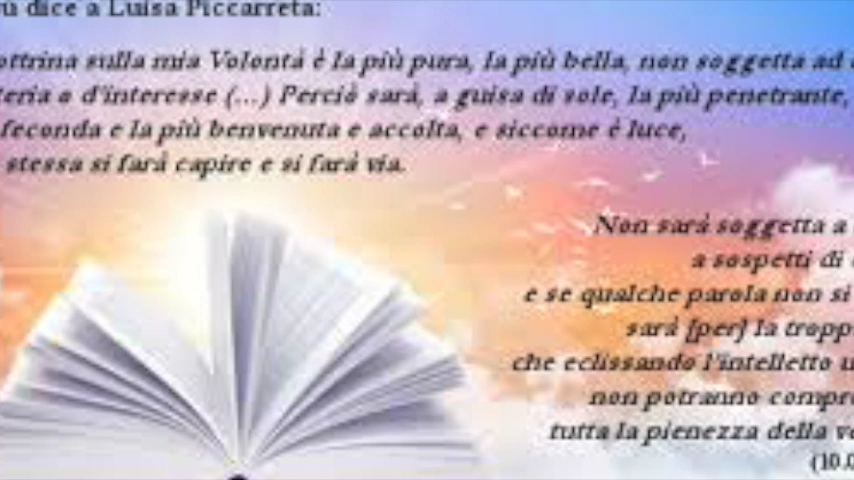 dice a Luisa Piccarreta:
ottrina sulla mia Volontà è la più pura, la più bella, non soggetta ad
teria o d'interesse (...) Perciò sarà, a guisa di sole, la più penetrante,
feconda e la più benvenuta e accolta, e siccome è luce,
stessa si farà capire e si farà via.
Non sarà soggetta a
a sospetti di
e se qualche parola non si
sarà [per] la tropp
che eclissando l'intelletto u
non potranno compre
tutta la pienezza della ve
(10.0